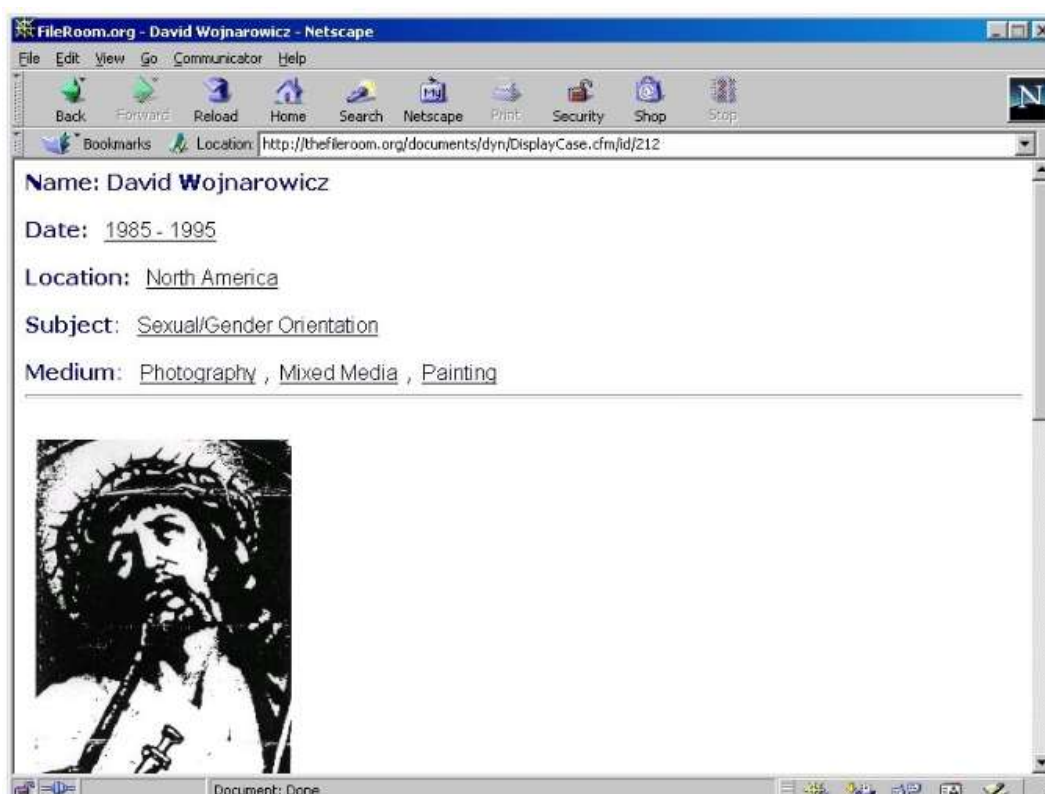 FileRoom.org - David Wojnarowicz - Netscape
File Edit View Go Communicator Help
Back Forward Reload Home Search Netscape Print Security Shop Stop
Bookmarks Location: http://thefileroom.org/documents/dyn/DisplayCase.cfm/id/212
Name: David Wojnarowicz
Date: 1985 - 1995
Location: North America
Subject: Sexual/Gender Orientation
Medium: Photography , Mixed Media , Painting
Document: Done